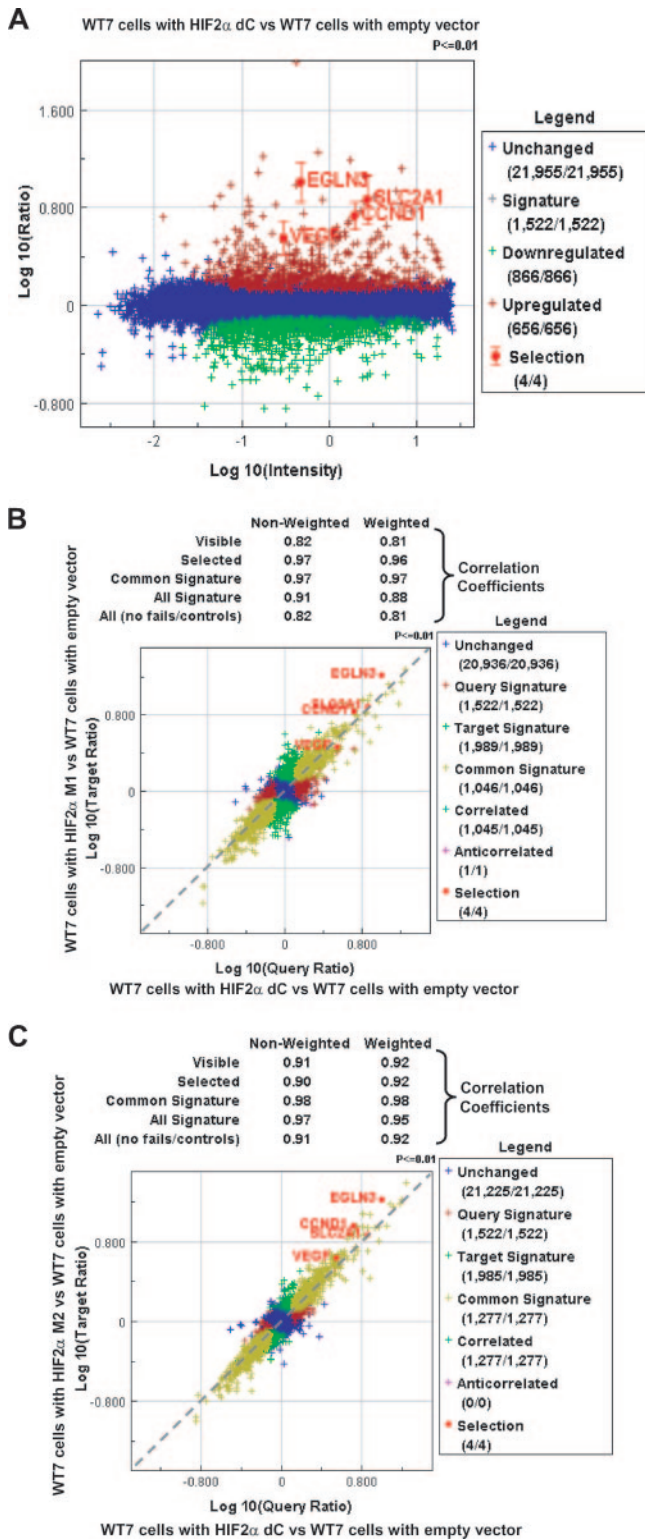 A
WT7 cells with HIF2α dC vs WT7 cells with empty vector
P<=0.01
1.600
0.800
0
-0.800
Log 10(Ratio)
EGLN3
SLC2A1
CCND1
VEGF
-2
-1
0
1
Log 10(Intensity)
Legend
Unchanged
(21,955/21,955)
Signature
(1,522/1,522)
Downregulated
(866/866)
Upregulated
(656/656)
Selection
(4/4)
B
Non-Weighted Weighted
Visible 0.82 0.81
Selected 0.97 0.96
Common Signature 0.97 0.97
All Signature 0.91 0.88
All (no fails/controls) 0.82 0.81
Correlation
Coefficients
P<=0.01
WT7 cells with HIF2α M1 vs WT7 cells with empty vector
Log 10(Target Ratio)
0.800
0
-0.800
EGLN3
SLC2A1
CCND1
VEGF
-0.800
0
0.800
Log 10(Query Ratio)
WT7 cells with HIF2α dC vs WT7 cells with empty vector
Legend
Unchanged
(20,936/20,936)
Query Signature
(1,522/1,522)
Target Signature
(1,989/1,989)
Common Signature
(1,046/1,046)
Correlated
(1,045/1,045)
Anticorrelated
(1/1)
Selection
(4/4)
C
Non-Weighted Weighted
Visible 0.91 0.92
Selected 0.90 0.92
Common Signature 0.98 0.98
All Signature 0.97 0.95
All (no fails/controls) 0.91 0.92
Correlation
Coefficients
P<=0.01
WT7 cells with HIF2α M2 vs WT7 cells with empty vector
Log 10(Target Ratio)
0.800
0
-0.800
EGLN3
CCND1
SLC2A1
VEGF
-0.800
0
0.800
Log 10(Query Ratio)
WT7 cells with HIF2α dC vs WT7 cells with empty vector
Legend
Unchanged
(21,225/21,225)
Query Signature
(1,522/1,522)
Target Signature
(1,985/1,985)
Common Signature
(1,277/1,277)
Correlated
(1,277/1,277)
Anticorrelated
(0/0)
Selection
(4/4)